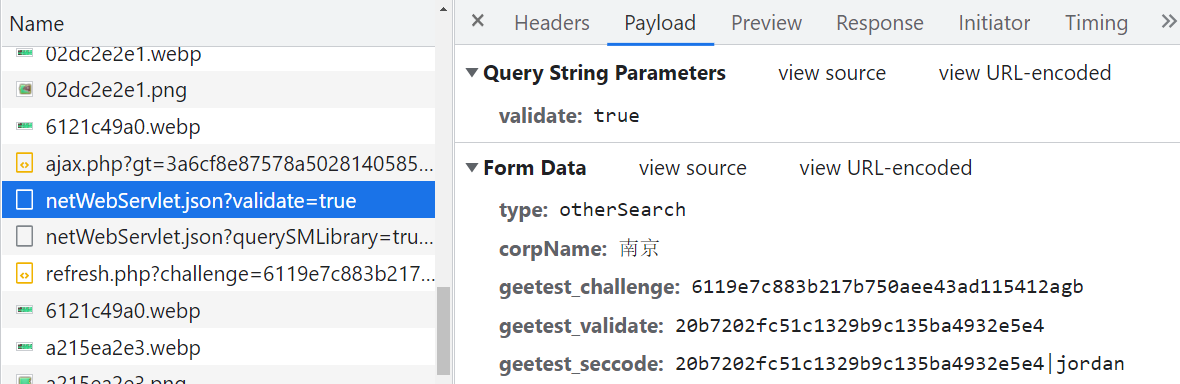 Name
02dc2e2e1.webp
02dc2e2e1.png
6121c49a0.webp
ajax.php?gt=3a6cf8e87578a5028140585...
netWebServlet.json?validate=true
netWebServlet.json?querySMLibrary=tru...
refresh.php?challenge=6119e7c883b217...
6121c49a0.webp
a215ea2e3.webp
a215ea2e3.png
× Headers Payload Preview Response Initiator Timing »
Query String Parameters view source view URL-encoded
validate: true
Form Data view source view URL-encoded
type: otherSearch
corpName: 南京
geetest_challenge: 6119e7c883b217b750aee43ad115412agb
geetest_validate: 20b7202fc51c1329b9c135ba4932e5e4
geetest_seccode: 20b7202fc51c1329b9c135ba4932e5e4|jordan